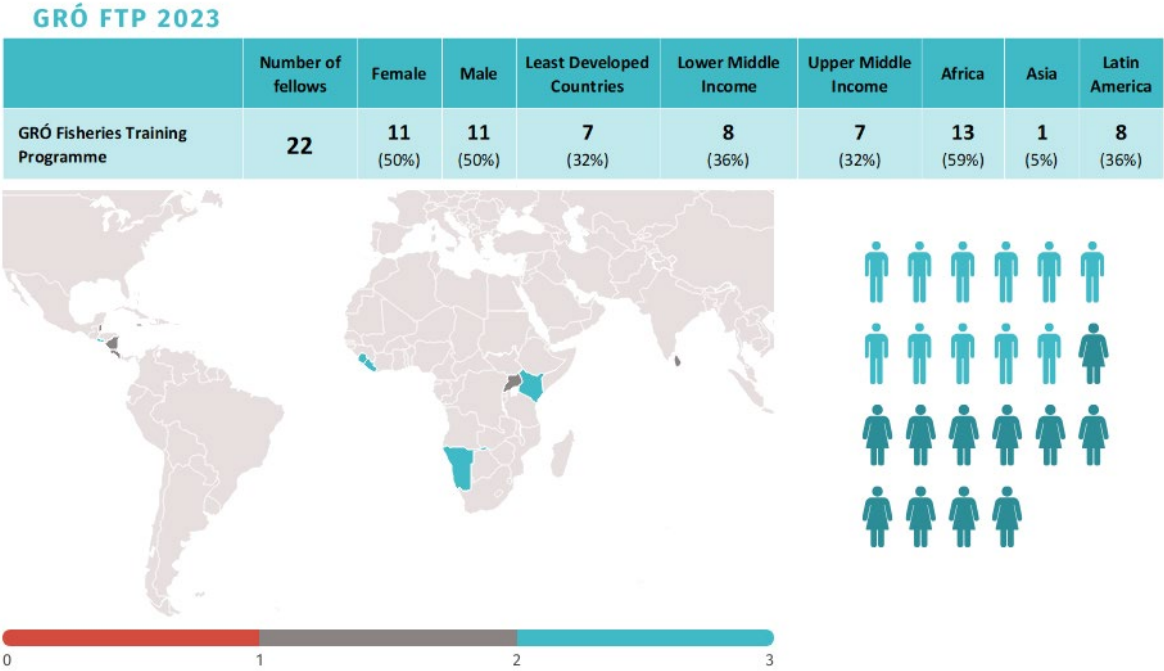 GRÓ FTP 2023
Number of fellows Female Male Least Developed Countries Lower Middle Income Upper Middle Income Africa Asia Latin America
GRÓ Fisheries Training Programme 22 11 (50%) 11 (50%) 7 (32%) 8 (36%) 7 (32%) 13 (59%) 1 (5%) 8 (36%)
0 1 2 3